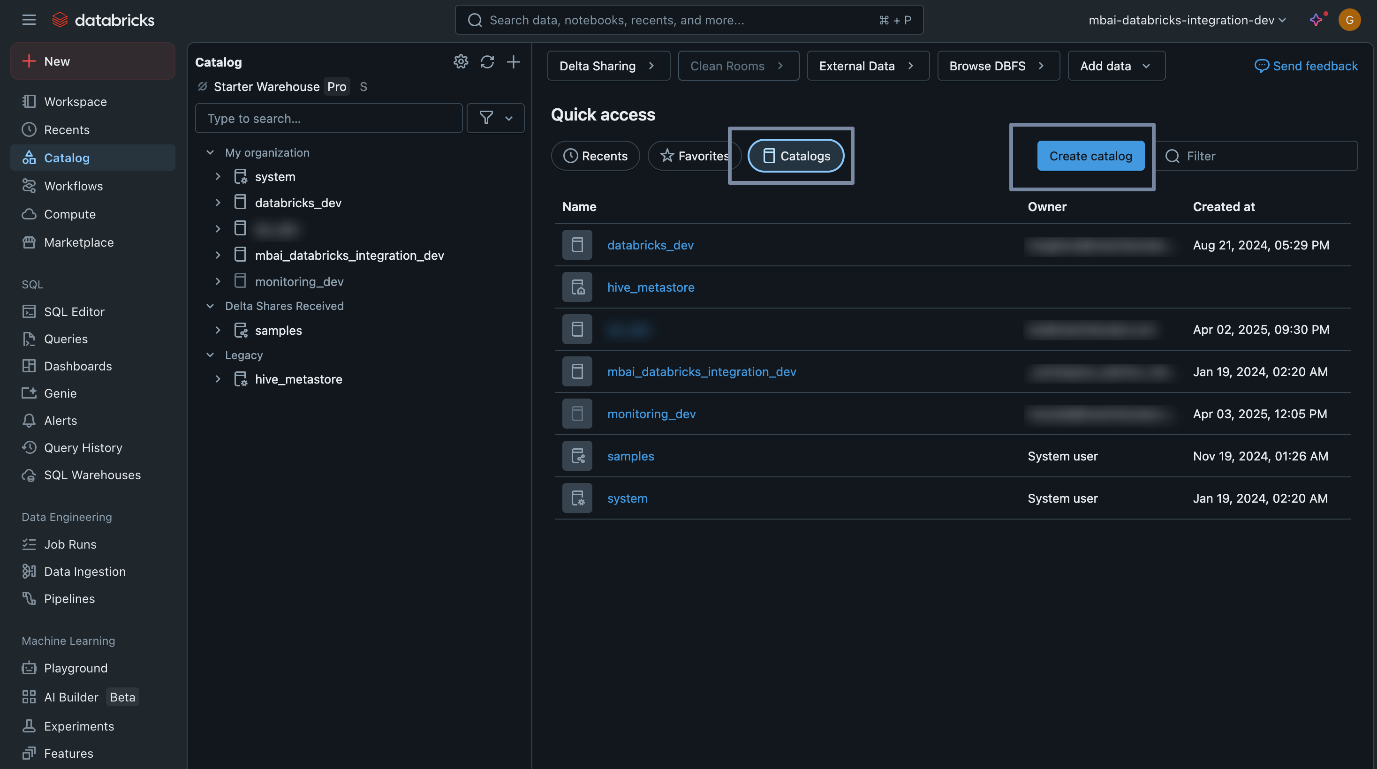 databricks
Search data, notebooks, recents, and more...
⌘ + P
mbai-databricks-integration-dev
G
New
Workspace
Recents
Catalog
Workflows
Compute
Marketplace
SQL
SQL Editor
Queries
Dashboards
Genie
Alerts
Query History
SQL Warehouses
Data Engineering
Job Runs
Data Ingestion
Pipelines
Machine Learning
Playground
AI Builder Beta
Experiments
Features
Catalog
Starter Warehouse Pro S
Type to search...
My organization
system
databricks_dev
mbai_databricks_integration_dev
monitoring_dev
Delta Shares Received
samples
Legacy
hive_metastore
Delta Sharing
Clean Rooms
External Data
Browse DBFS
Add data
Send feedback
Quick access
Recents
Favorites
Catalogs
Create catalog
Filter
Name Owner Created at
databricks_dev Aug 21, 2024, 05:29 PM
hive_metastore
Apr 02, 2025, 09:30 PM
mbai_databricks_integration_dev Jan 19, 2024, 02:20 AM
monitoring_dev Apr 03, 2025, 12:05 PM
samples System user Nov 19, 2024, 01:26 AM
system System user Jan 19, 2024, 02:20 AM